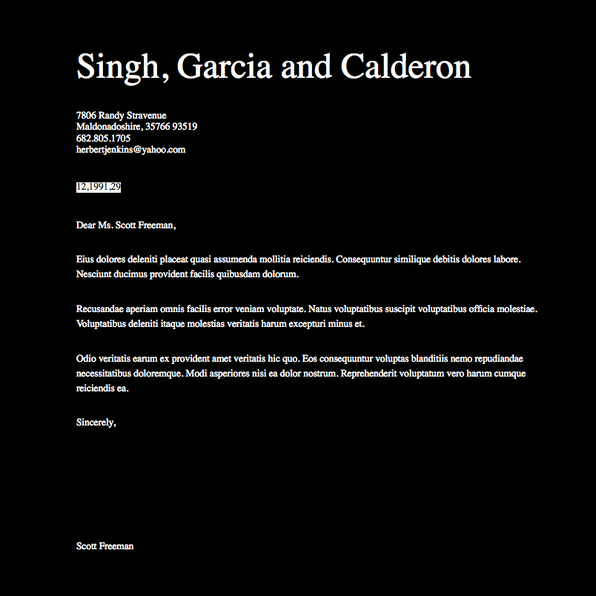 Singh, Garcia and Calderon
7806 Randy Stravenue
Maldonadoshire, 35766 93519
682.805.1705
herbertjenkins@yahoo.com
12,1991,29
Dear Ms. Scott Freeman,
Eius dolores deleniti placeat quasi assumenda mollitia reiciendis. Consequuntur similique debitis dolores labore.
Nesciunt ducimus provident facilis quibusdam dolorum.
Recusandae aperiam omnis facilis error veniam voluptate. Natus voluptatibus suscipit voluptatibus officia molestiae.
Voluptatibus deleniti itaque molestias veritatis harum excepturi minus et.
Odio veritatis earum ex provident amet veritatis hic quo. Eos consequuntur voluptas blanditiis nemo repudiandae
necessitatibus doloremque. Modi asperiores nisi ea dolor nostrum. Reprehenderit voluptatum vero harum cumque
reiciendis ea.
Sincerely,
Scott Freeman